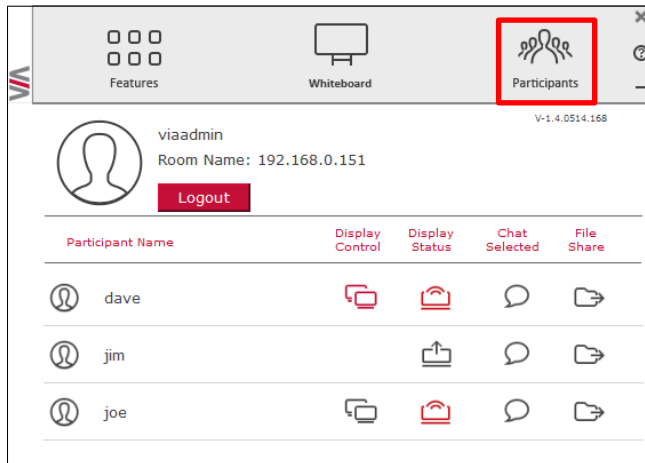 Features
Whiteboard
Participants
V-1.4.0514.168
viaadmin
Room Name: 192.168.0.151
Logout
Participant Name Display Control Display Status Chat Selected File Share
dave
jim
joe